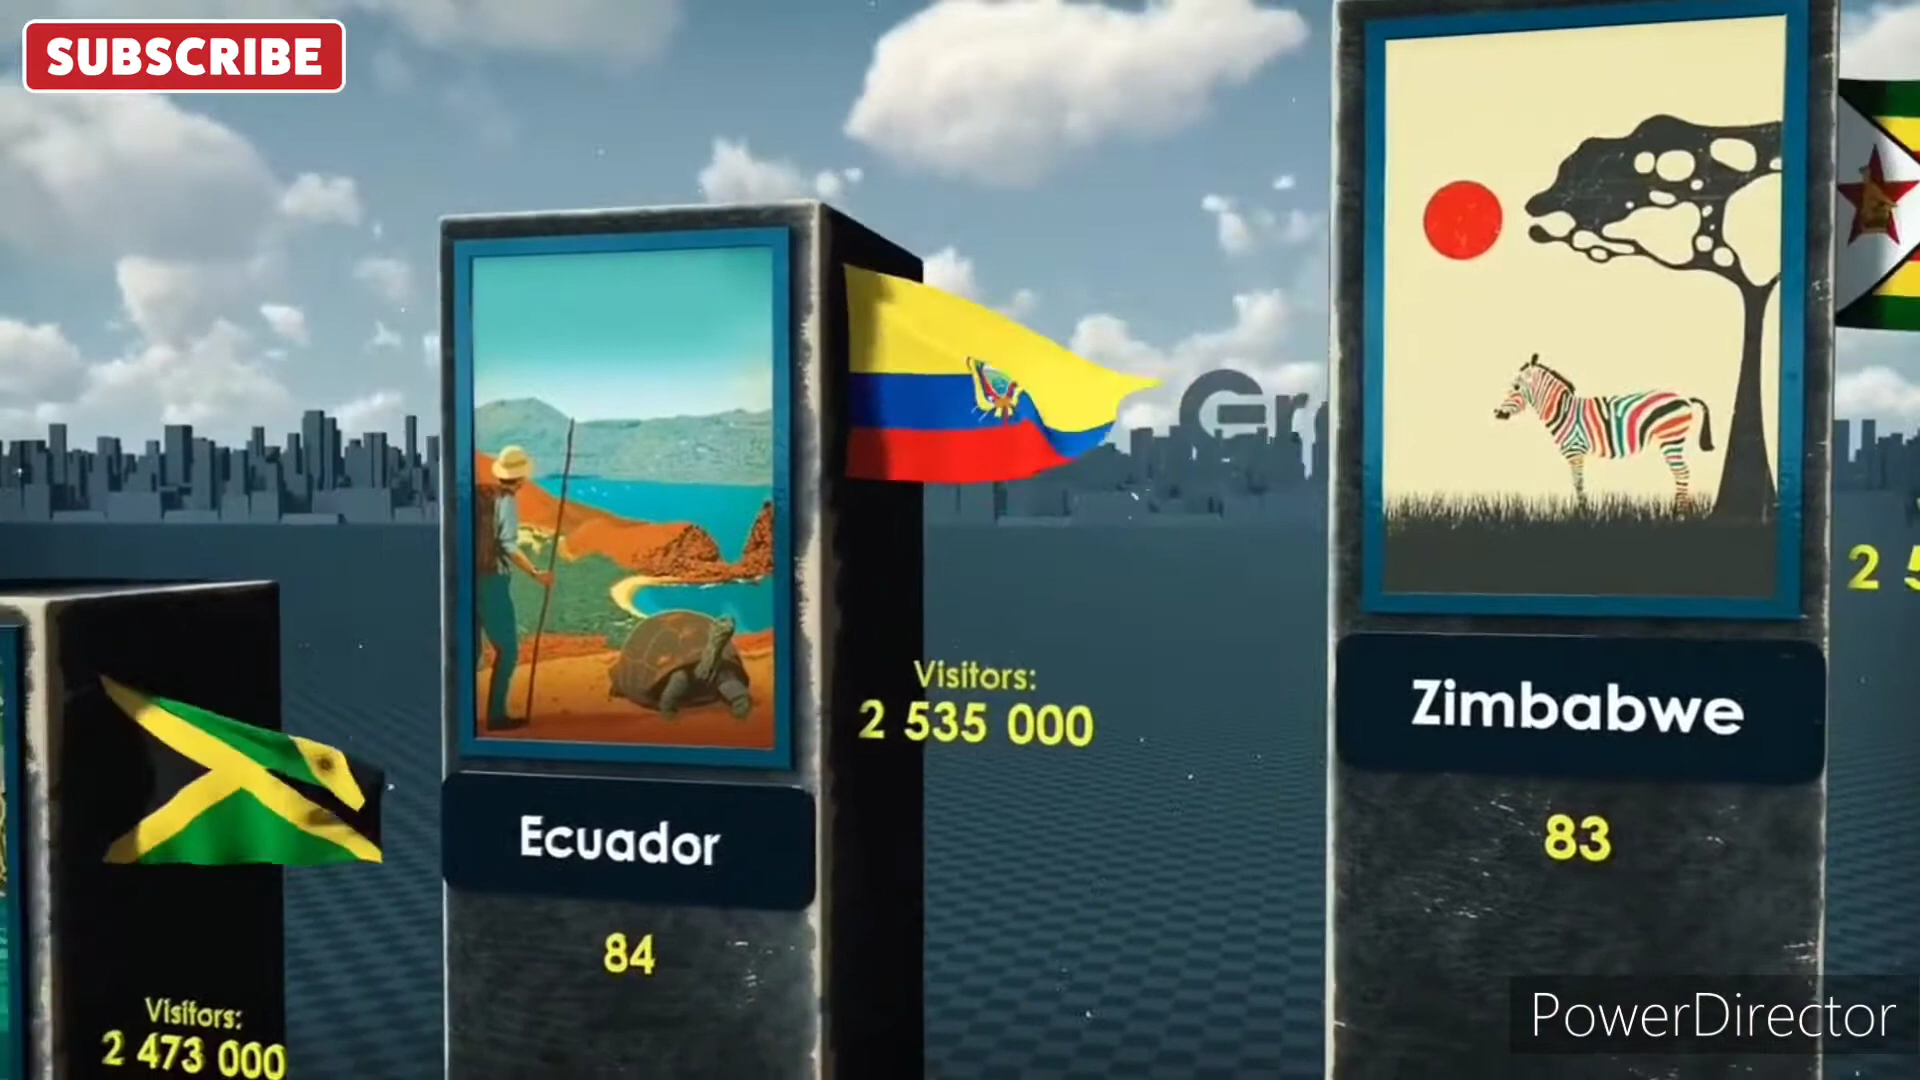 SUBSCRIBE
Visitors:
2 535 000
Zimbabwe
83
Ecuador
84
Visitors:
2 473 000
PowerDirector